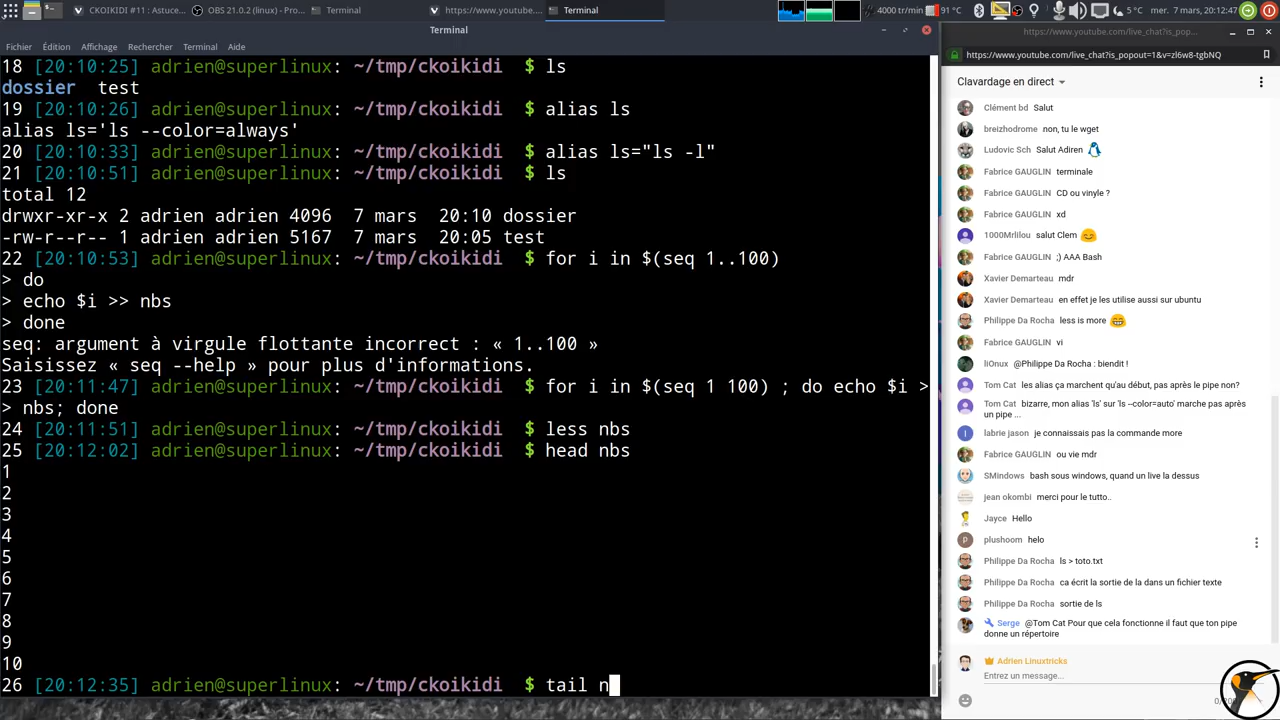 CKOIKIDI #11 : Astuce...
OBS 21.0.2 (linux) - Pro...
Terminal
https://www.youtube....
Terminal
4000 tr/min
91 °C
5 °C
mer. 7 mars, 20:12:47
Terminal
Fichier Édition Affichage Rechercher Terminal Aide
18 [20:10:25] adrien@superlinux: ~/tmp/ckoikidi $ ls
dossier test
19 [20:10:26] adrien@superlinux: ~/tmp/ckoikidi $ alias ls
alias ls='ls --color=always'
20 [20:10:33] adrien@superlinux: ~/tmp/ckoikidi $ alias ls="ls -l"
21 [20:10:51] adrien@superlinux: ~/tmp/ckoikidi $ ls
total 12
drwxr-xr-x 2 adrien adrien 4096 7 mars 20:10 dossier
-rw-r--r-- 1 adrien adrien 5167 7 mars 20:05 test
22 [20:10:53] adrien@superlinux: ~/tmp/ckoikidi $ for i in $(seq 1..100)
> do
> echo $i >> nbs
> done
seq: argument à virgule flottante incorrect : « 1..100 »
Saisissez « seq --help » pour plus d'informations.
23 [20:11:47] adrien@superlinux: ~/tmp/ckoikidi $ for i in $(seq 1 100) ; do echo $i >
> nbs; done
24 [20:11:51] adrien@superlinux: ~/tmp/ckoikidi $ less nbs
25 [20:12:02] adrien@superlinux: ~/tmp/ckoikidi $ head nbs
1
2
3
4
5
6
7
8
9
10
26 [20:12:35] adrien@superlinux: ~/tmp/ckoikidi $ tail n
https://www.youtube.com/live_chat?is_pop...
https://www.youtube.com/live_chat?is_popout=1&v=zl6w8-tgbNQ
Clavardage en direct
Clément bd Salut
breizhodrome non, tu le wget
Ludovic Sch Salut Adiren
Fabrice GAUGLIN terminale
Fabrice GAUGLIN CD ou vinyle ?
Fabrice GAUGLIN xd
1000Mrlilou salut Clem
Fabrice GAUGLIN ;) AAA Bash
Xavier Demarteau mdr
Xavier Demarteau en effet je les utilise aussi sur ubuntu
Philippe Da Rocha less is more
Fabrice GAUGLIN vi
liOnux @Philippe Da Rocha : biendit !
Tom Cat les alias ça marchent qu'au début, pas après le pipe non?
Tom Cat bizarre, mon alias 'ls' sur 'ls --color=auto' marche pas après
un pipe ...
labrie jason je connaissais pas la commande more
Fabrice GAUGLIN ou vie mdr
SMindows bash sous windows, quand un live la dessus
jean okombi merci pour le tutto..
Jayce Hello
plushoom helo
Philippe Da Rocha ls > toto.txt
Philippe Da Rocha ca écrit la sortie de la dans un fichier texte
Philippe Da Rocha sortie de ls
Serge @Tom Cat Pour que cela fonctionne il faut que ton pipe
donne un répertoire
Adrien Linuxtricks
Entrez un message...